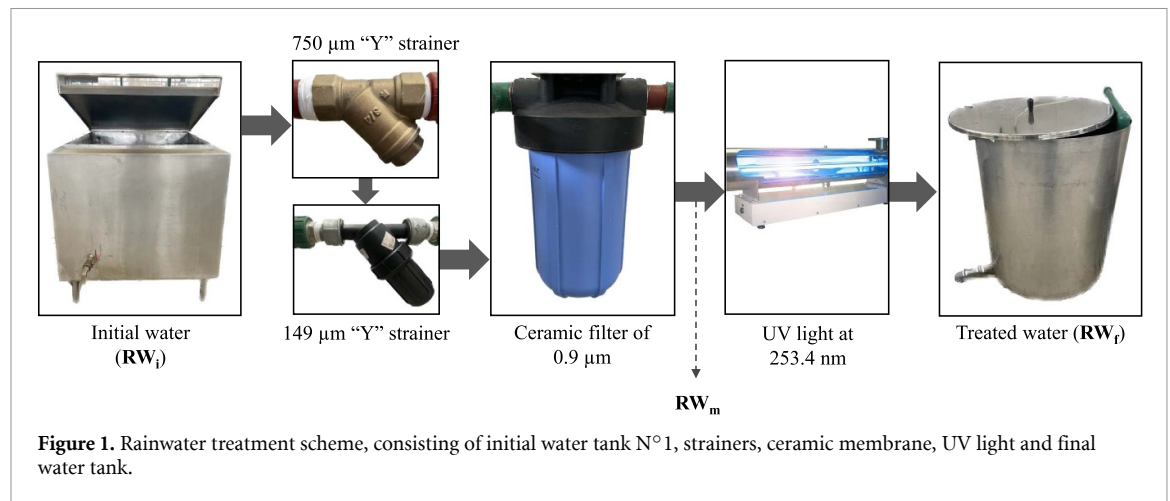 750 µm “Y” strainer
Initial water
(RWi)
149 µm “Y” strainer
Ceramic filter of
0.9 µm
UV light at
253.4 nm
Treated water (RWf)
RWm
3/4
Figure 1. Rainwater treatment scheme, consisting of initial water tank N°1, strainers, ceramic membrane, UV light and final
water tank.